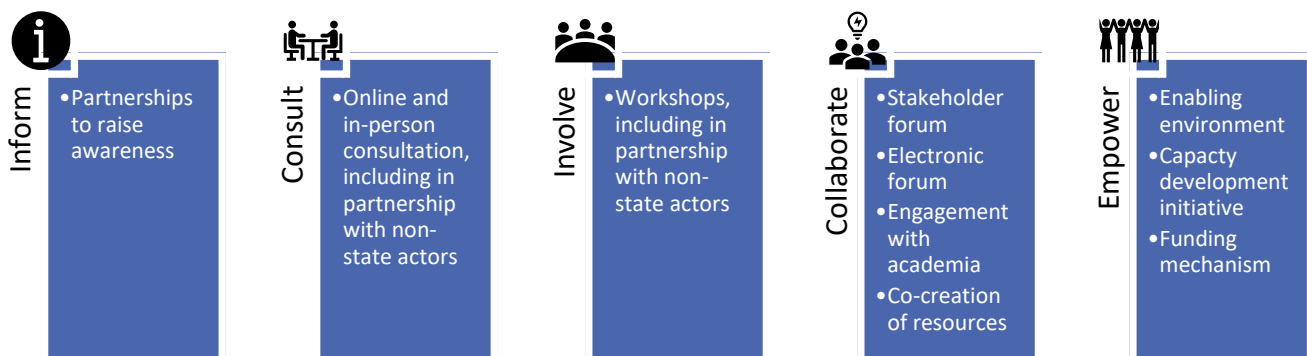 Inform
•Partnerships
to raise
awareness
Consult
•Online and
in-person
consultation,
including in
partnership
with non-
state actors
Involve
•Workshops,
including in
partnership
with non-
state actors
Collaborate
•Stakeholder
forum
•Electronic
forum
•Engagement
with
academia
•Co-creation
of resources
Empower
•Enabling
environment
•Capacty
development
initiative
•Funding
mechanism